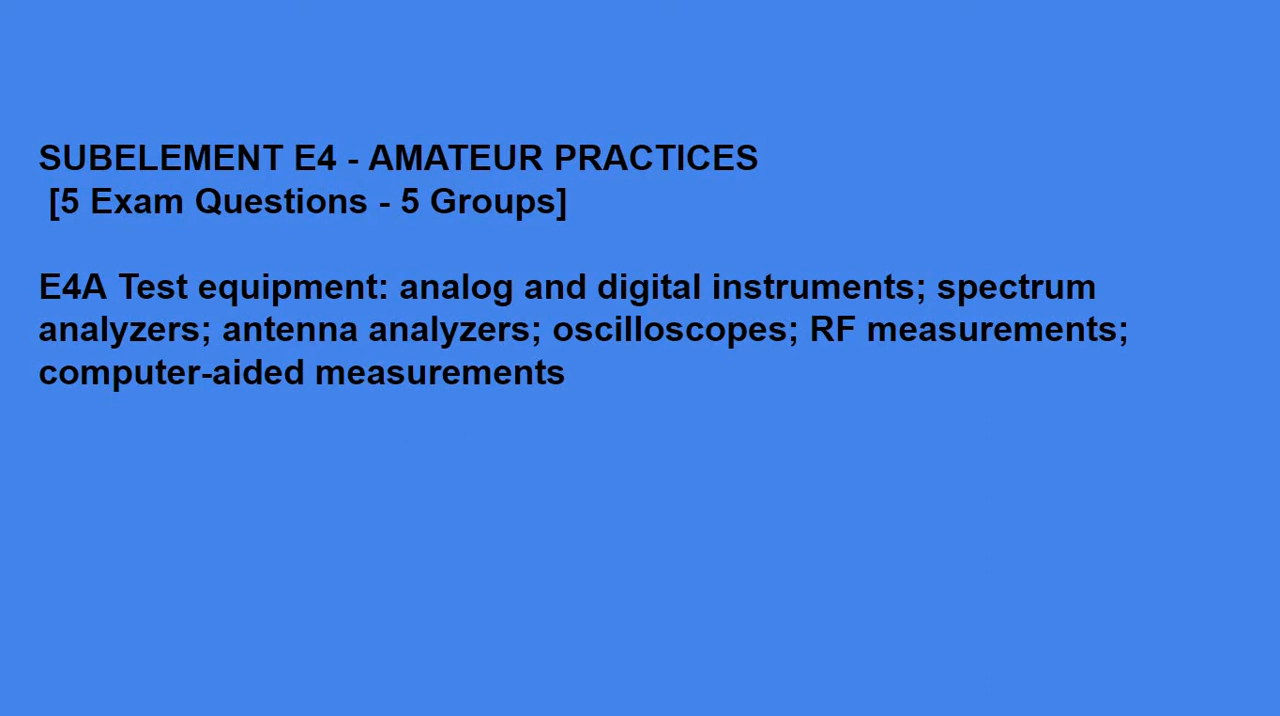 SUBELEMENT E4 - AMATEUR PRACTICES
[5 Exam Questions - 5 Groups]
E4A Test equipment: analog and digital instruments; spectrum
analyzers; antenna analyzers; oscilloscopes; RF measurements;
computer-aided measurements